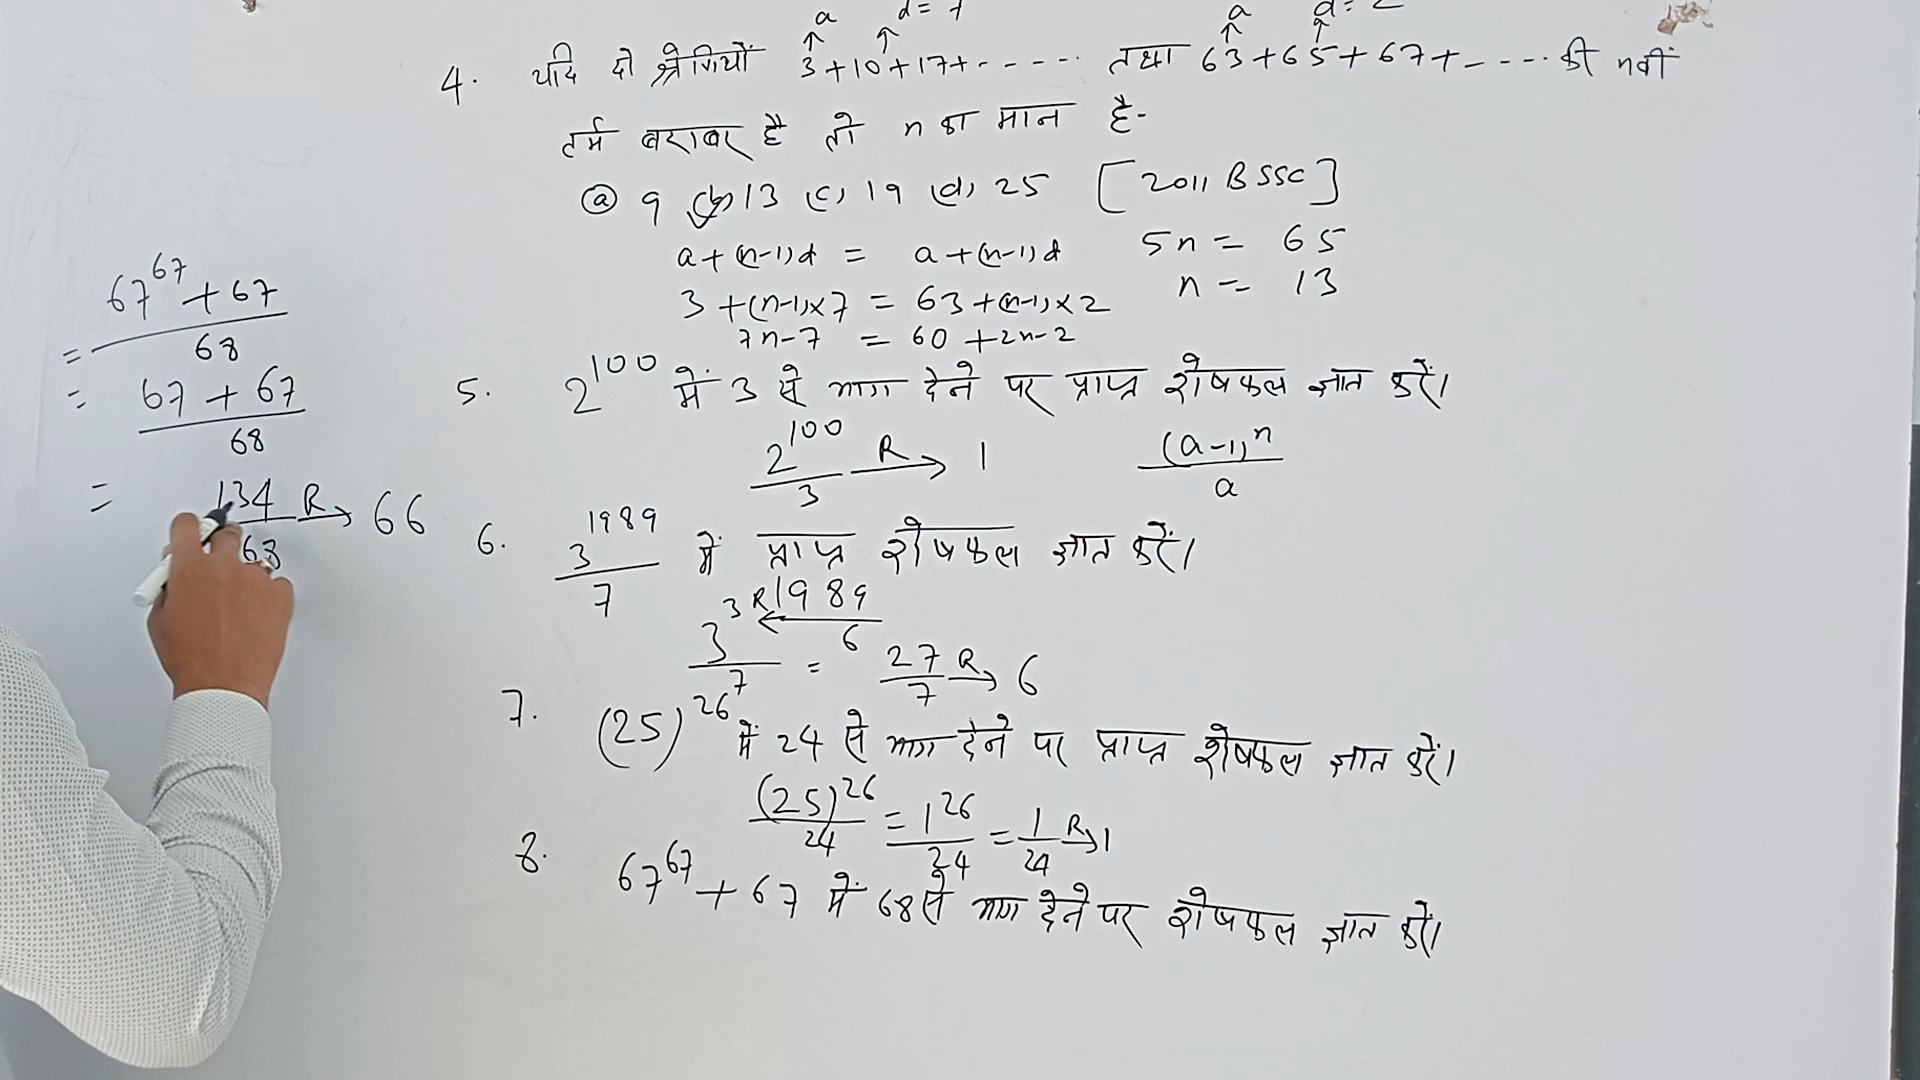 a d = 7 a d = 2
4. यदि दो श्रेणियों 3+10+17+------ तथा 63+65+67+----- की nवीं
टर्म बराबर है तो n का मान है-
(a) 9 (b) 13 (c) 19 (d) 25 [2011 BSSC]
a+(n-1)d = a+(n-1)d
3+(n-1)×7 = 63+(n-1)×2
7n-7 = 60+2n-2
5n = 65
n = 13
5. 2^100 में 3 से भाग देने पर प्राप्त शेषफल ज्ञात करें।
2^100/3 R→ 1 (a-1)^n/a
6. 3^1989/7 में प्राप्त शेषफल ज्ञात करें।
3 ←R 1989/6
3^3/7 = 27/7 R→ 6
7. (25)^26 में 24 से भाग देने पर प्राप्त शेषफल ज्ञात करें।
(25)^26/24 = 1^26/24 = 1/24 R→ 1
8. 67^67 + 67 में 68 से भाग देने पर शेषफल ज्ञात करें।
= 67^67 + 67/68
= 67 + 67/68
= 134/68 R→ 66